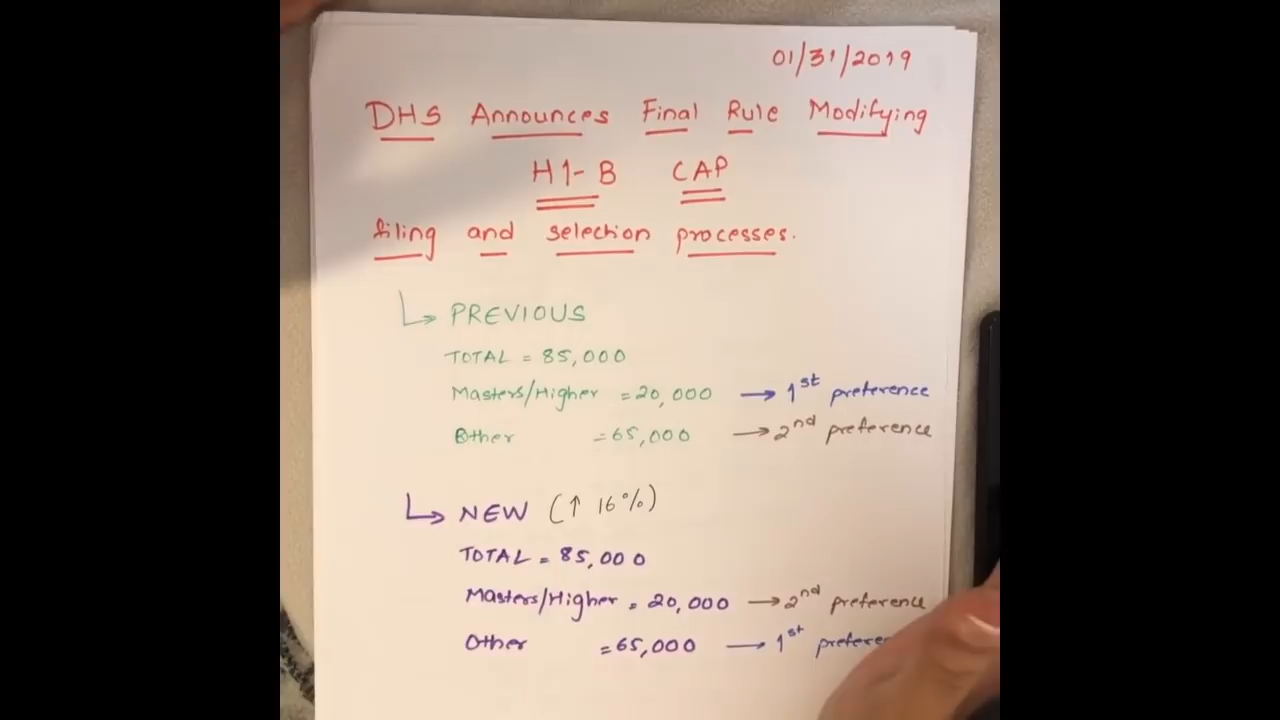 01/31/2019
DHS Announces Final Rule Modifying
H1-B CAP
filing and selection processes.
PREVIOUS
TOTAL = 85,000
Masters/Higher = 20,000 → 1st preference
Other = 65,000 → 2nd preference
NEW (↑ 16%)
TOTAL = 85,000
Masters/Higher = 20,000 → 2nd preference
Other = 65,000 → 1st